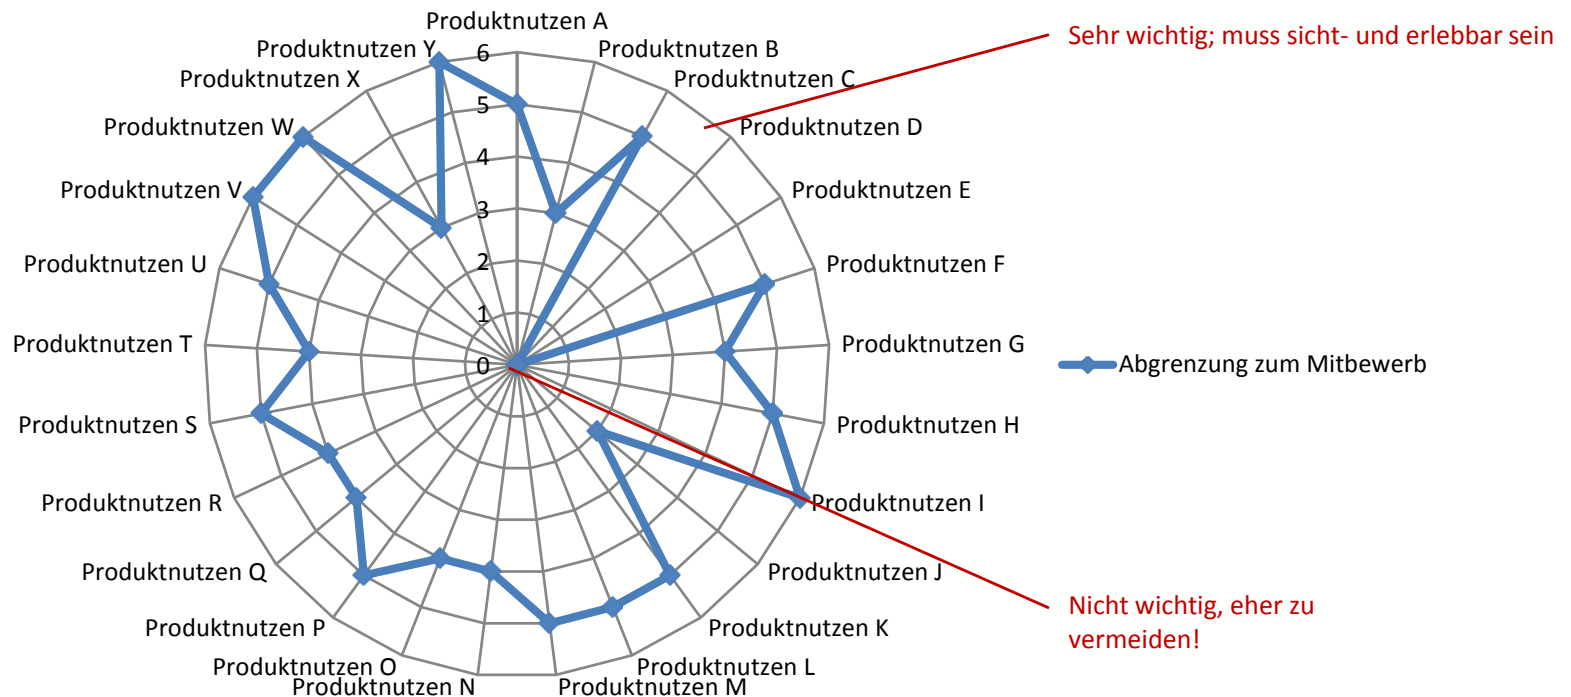 Produktnutzen A
Produktnutzen B
Produktnutzen C
Produktnutzen D
Produktnutzen E
Produktnutzen F
Produktnutzen G
Produktnutzen H
Produktnutzen I
Produktnutzen J
Produktnutzen K
Produktnutzen L
Produktnutzen M
Produktnutzen N
Produktnutzen O
Produktnutzen P
Produktnutzen Q
Produktnutzen R
Produktnutzen S
Produktnutzen T
Produktnutzen U
Produktnutzen V
Produktnutzen W
Produktnutzen X
Produktnutzen Y
6
5
4
3
2
1
0
Sehr wichtig; muss sicht- und erlebbar sein
Abgrenzung zum Mitbewerb
Nicht wichtig, eher zu
vermeiden!